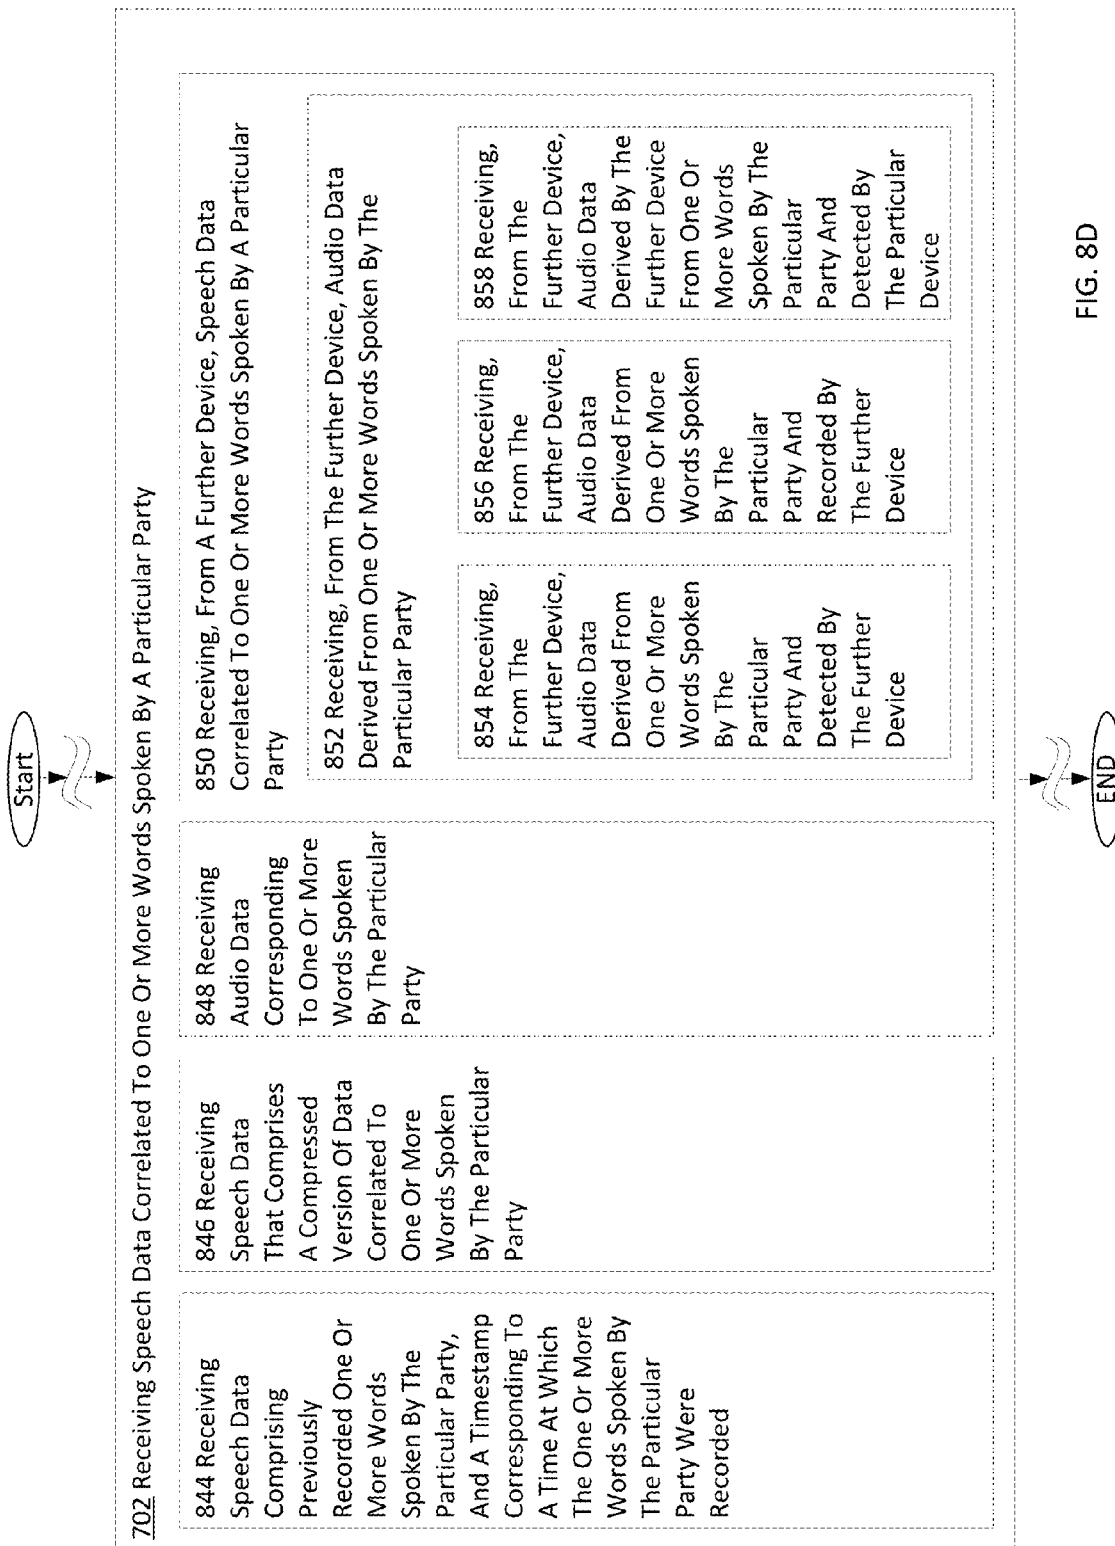 Start
702 Receiving Speech Data Correlated To One Or More Words Spoken By A Particular Party
844 Receiving
Speech Data
Comprising
Previously
Recorded One Or
More Words
Spoken By The
Particular Party,
And A Timestamp
Corresponding To
A Time At Which
The One Or More
Words Spoken By
The Particular
Party Were
Recorded
846 Receiving
Speech Data
That Comprises
A Compressed
Version Of Data
Correlated To
One Or More
Words Spoken
By The Particular
Party
848 Receiving
Audio Data
Corresponding
To One Or More
Words Spoken
By The Particular
Party
850 Receiving, From A Further Device, Speech Data
Correlated To One Or More Words Spoken By A Particular
Party
852 Receiving, From The Further Device, Audio Data
Derived From One Or More Words Spoken By The
Particular Party
854 Receiving,
From The
Further Device,
Audio Data
Derived From
One Or More
Words Spoken
By The
Particular
Party And
Detected By
The Further
Device
856 Receiving,
From The
Further Device,
Audio Data
Derived From
One Or More
Words Spoken
By The
Particular
Party And
Recorded By
The Further
Device
858 Receiving,
From The
Further Device,
Audio Data
Derived By The
Further Device
From One Or
More Words
Spoken By The
Particular
Party And
Detected By
The Particular
Device
END
FIG. 8D